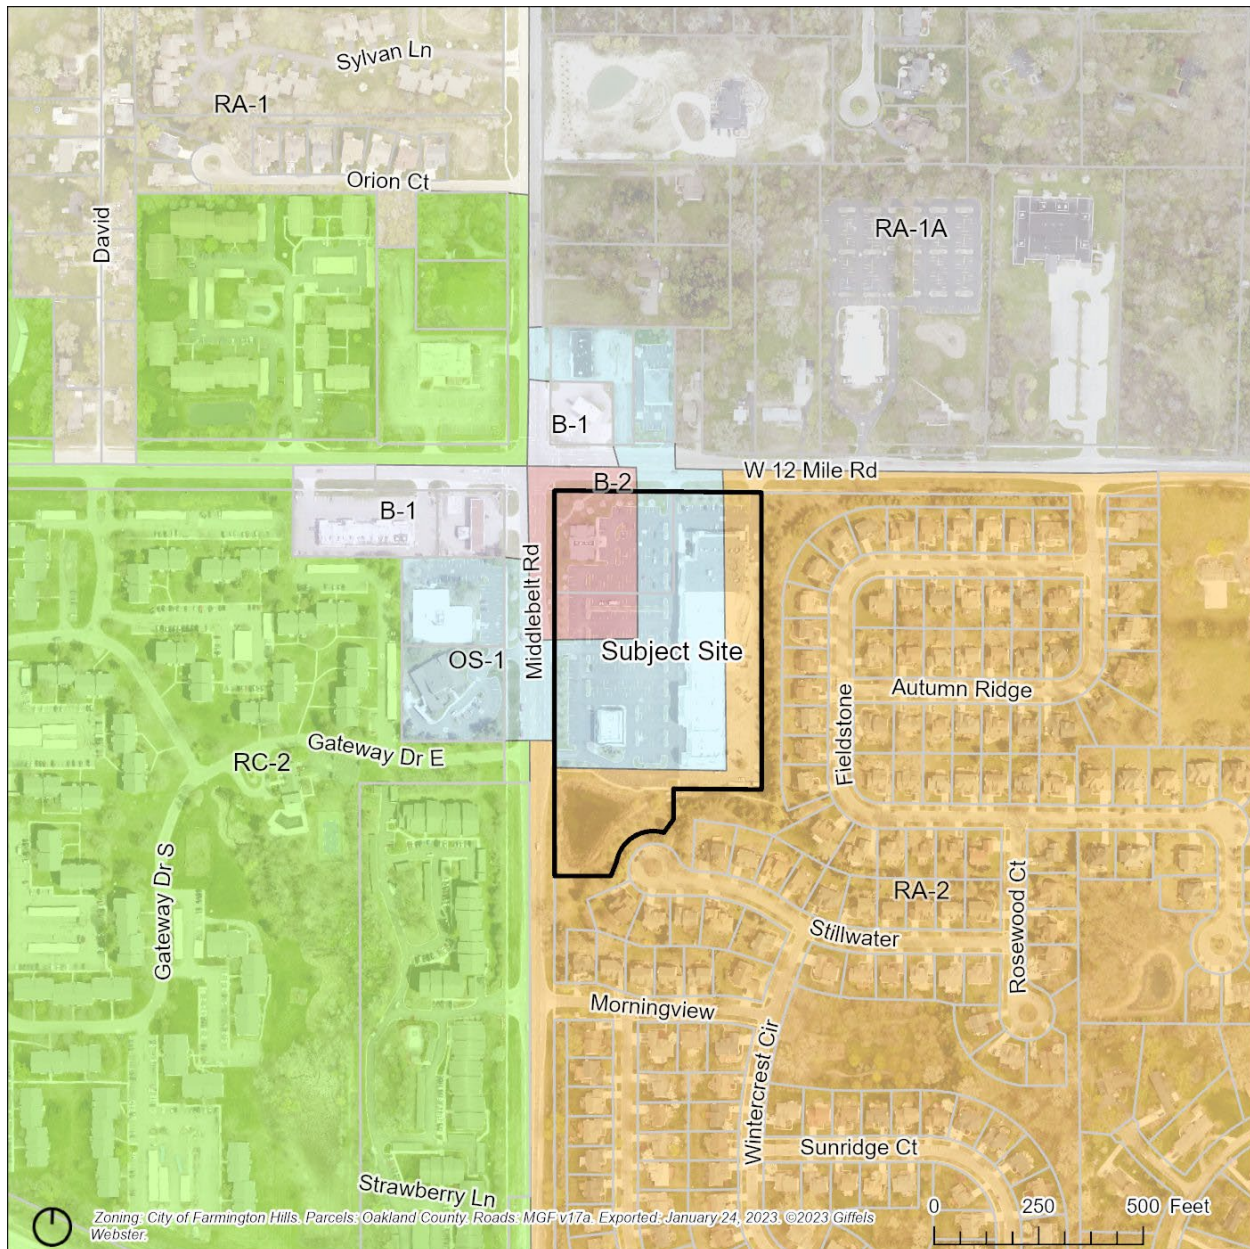 Sylvan Ln
RA-1
Orion Ct
David
RA-1A
B-1
W 12 Mile Rd
B-2
B-1
Middlebelt Rd
Subject Site
OS-1
Autumn Ridge
Fieldstone
Gateway Dr E
RC-2
Gateway Dr S
RA-2
Rosewood Ct
Stillwater
Morningview
Wintercrest Cir
Sunridge Ct
Strawberry Ln
0 250 500 Feet
Zoning: City of Farmington Hills. Parcels: Oakland County. Roads: MGF v17a. Exported: January 24, 2023. ©2023 Giffels
Webster.